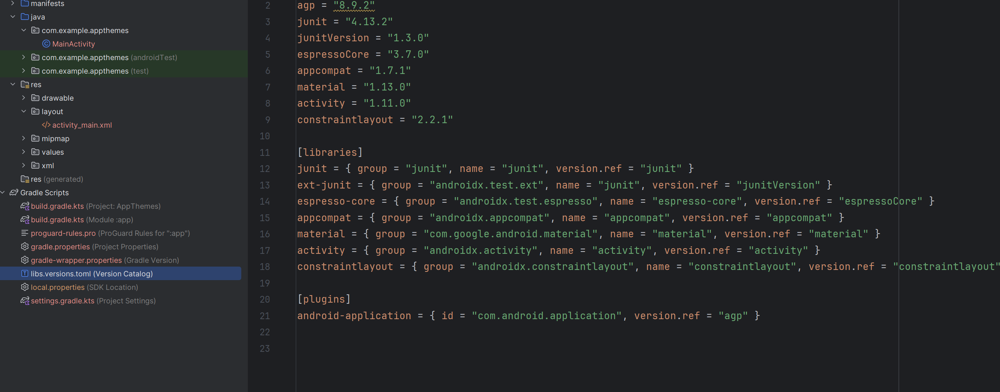 manifests
java
com.example.appthemes
MainActivity
com.example.appthemes (androidTest)
com.example.appthemes (test)
res
drawable
layout
</> activity_main.xml
mipmap
values
xml
res (generated)
Gradle Scripts
build.gradle.kts (Project: AppThemes)
build.gradle.kts (Module :app)
proguard-rules.pro (ProGuard Rules for ":app")
gradle.properties (Project Properties)
gradle-wrapper.properties (Gradle Version)
libs.versions.toml (Version Catalog)
local.properties (SDK Location)
settings.gradle.kts (Project Settings)
2 agp = "8.9.2"
3 junit = "4.13.2"
4 junitVersion = "1.3.0"
5 espressoCore = "3.7.0"
6 appcompat = "1.7.1"
7 material = "1.13.0"
8 activity = "1.11.0"
9 constraintlayout = "2.2.1"
10
11 [libraries]
12 junit = { group = "junit", name = "junit", version.ref = "junit" }
13 ext-junit = { group = "androidx.test.ext", name = "junit", version.ref = "junitVersion" }
14 espresso-core = { group = "androidx.test.espresso", name = "espresso-core", version.ref = "espressoCore" }
15 appcompat = { group = "androidx.appcompat", name = "appcompat", version.ref = "appcompat" }
16 material = { group = "com.google.android.material", name = "material", version.ref = "material" }
17 activity = { group = "androidx.activity", name = "activity", version.ref = "activity" }
18 constraintlayout = { group = "androidx.constraintlayout", name = "constraintlayout", version.ref = "constraintlayout"
19
20 [plugins]
21 android-application = { id = "com.android.application", version.ref = "agp" }
22
23